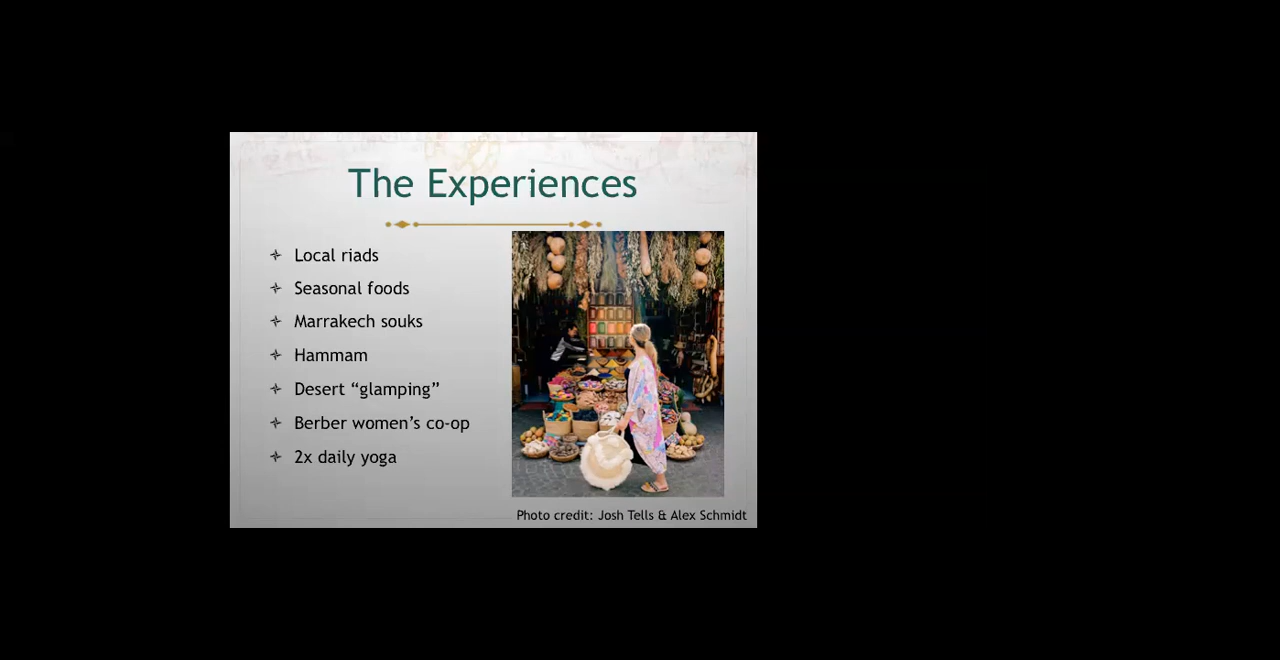 The Experiences
Local riads
Seasonal foods
Marrakech souks
Hammam
Desert “glamping”
Berber women’s co-op
2x daily yoga
Photo credit: Josh Tells & Alex Schmidt